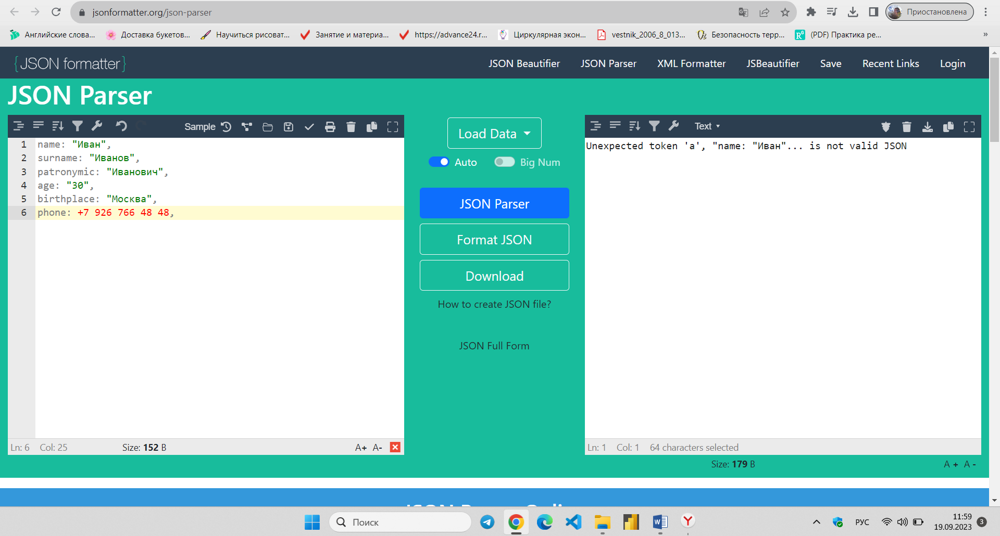 jsonformatter.org/json-parser
Приостановлена
Английские слова...
Доставка букетов...
Научиться рисоват...
Занятие и материа...
https://advance24.r...
Циркулярная экон...
vestnik_2006_8_013...
Безопасность терр...
(PDF) Практика ре...
»
{JSON formatter}
JSON Beautifier
JSON Parser
XML Formatter
JSBeautifier
Save
Recent Links
Login
JSON Parser
Sample
1 name: "Иван",
2 surname: "Иванов",
3 patronymic: "Иванович",
4 age: "30",
5 birthplace: "Москва",
6 phone: +7 926 766 48 48,
Ln: 6 Col: 25 Size: 152 B A+ A-
Load Data
Auto
Big Num
JSON Parser
Format JSON
Download
How to create JSON file?
JSON Full Form
Text
Unexpected token 'a', "name: "Иван"... is not valid JSON
Ln: 1 Col: 1 64 characters selected
Size: 179 B A + A -
Поиск
РУС
11:59
19.09.2023
3